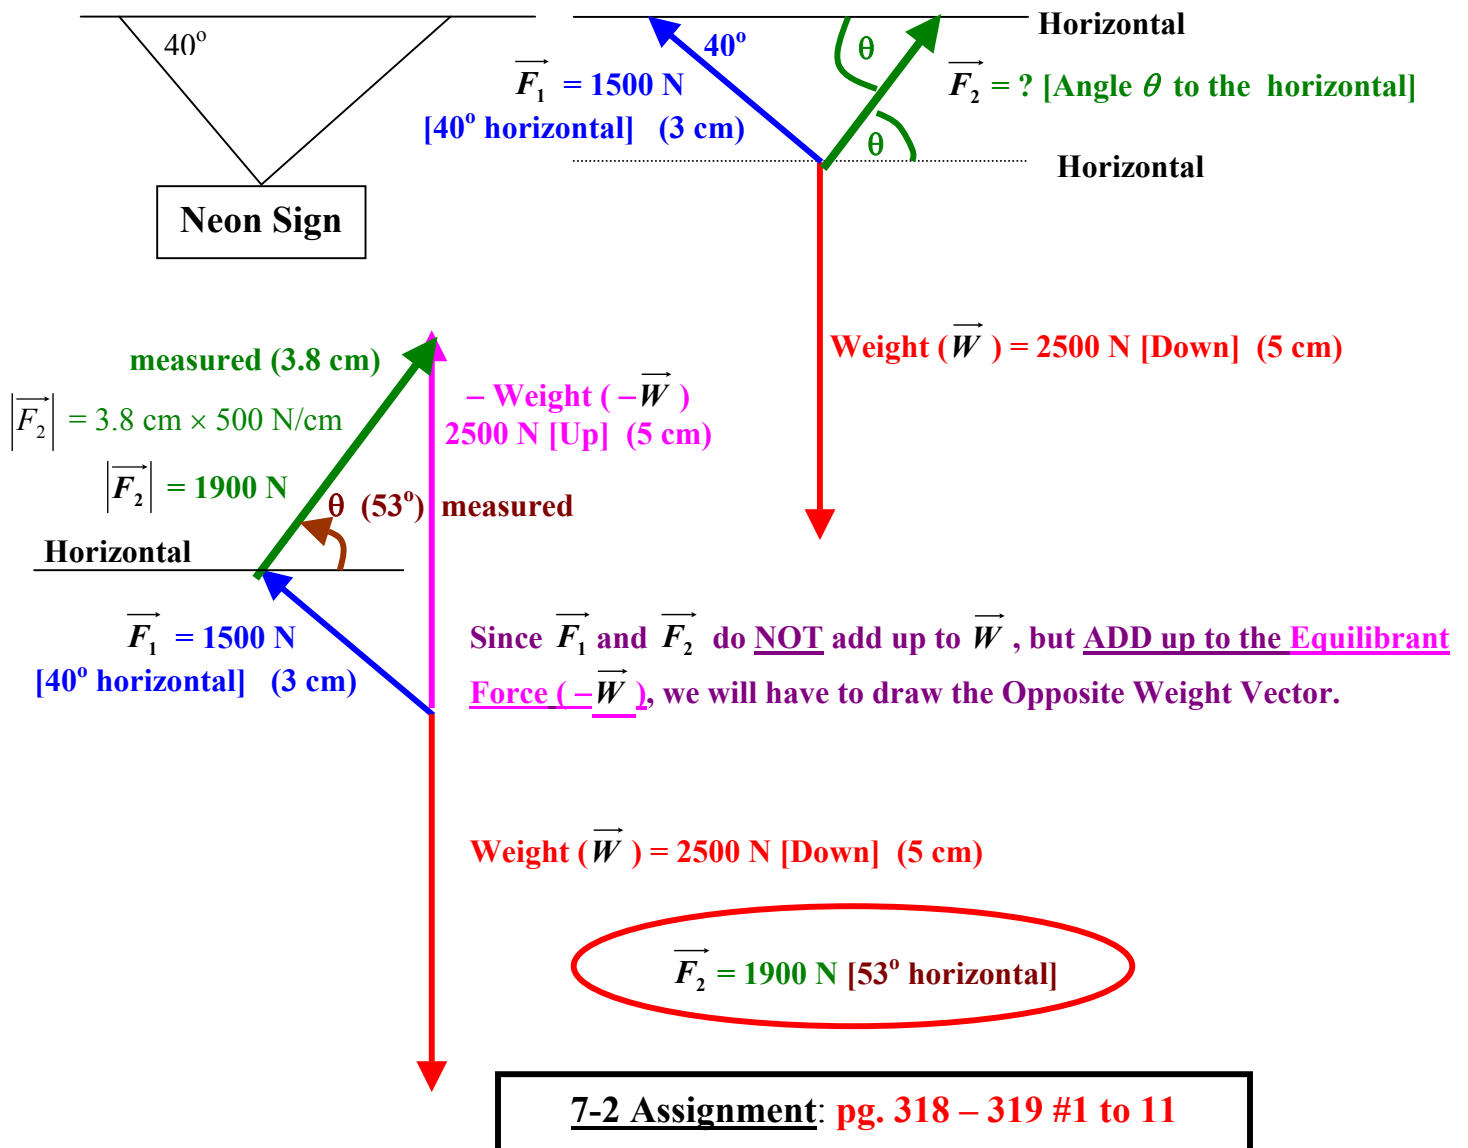 40°
Neon Sign
40°
θ
Horizontal
F₁ = 1500 N
[40° horizontal] (3 cm)
F₂ = ? [Angle θ to the horizontal]
θ
Horizontal
Weight (W) = 2500 N [Down] (5 cm)
measured (3.8 cm)
|F₂| = 3.8 cm × 500 N/cm
|F₂| = 1900 N
– Weight (–W)
2500 N [Up] (5 cm)
θ (53°) measured
Horizontal
F₁ = 1500 N
[40° horizontal] (3 cm)
Since F₁ and F₂ do NOT add up to W, but ADD up to the Equilibrant
Force (–W), we will have to draw the Opposite Weight Vector.
Weight (W) = 2500 N [Down] (5 cm)
F₂ = 1900 N [53° horizontal]
7-2 Assignment: pg. 318 – 319 #1 to 11